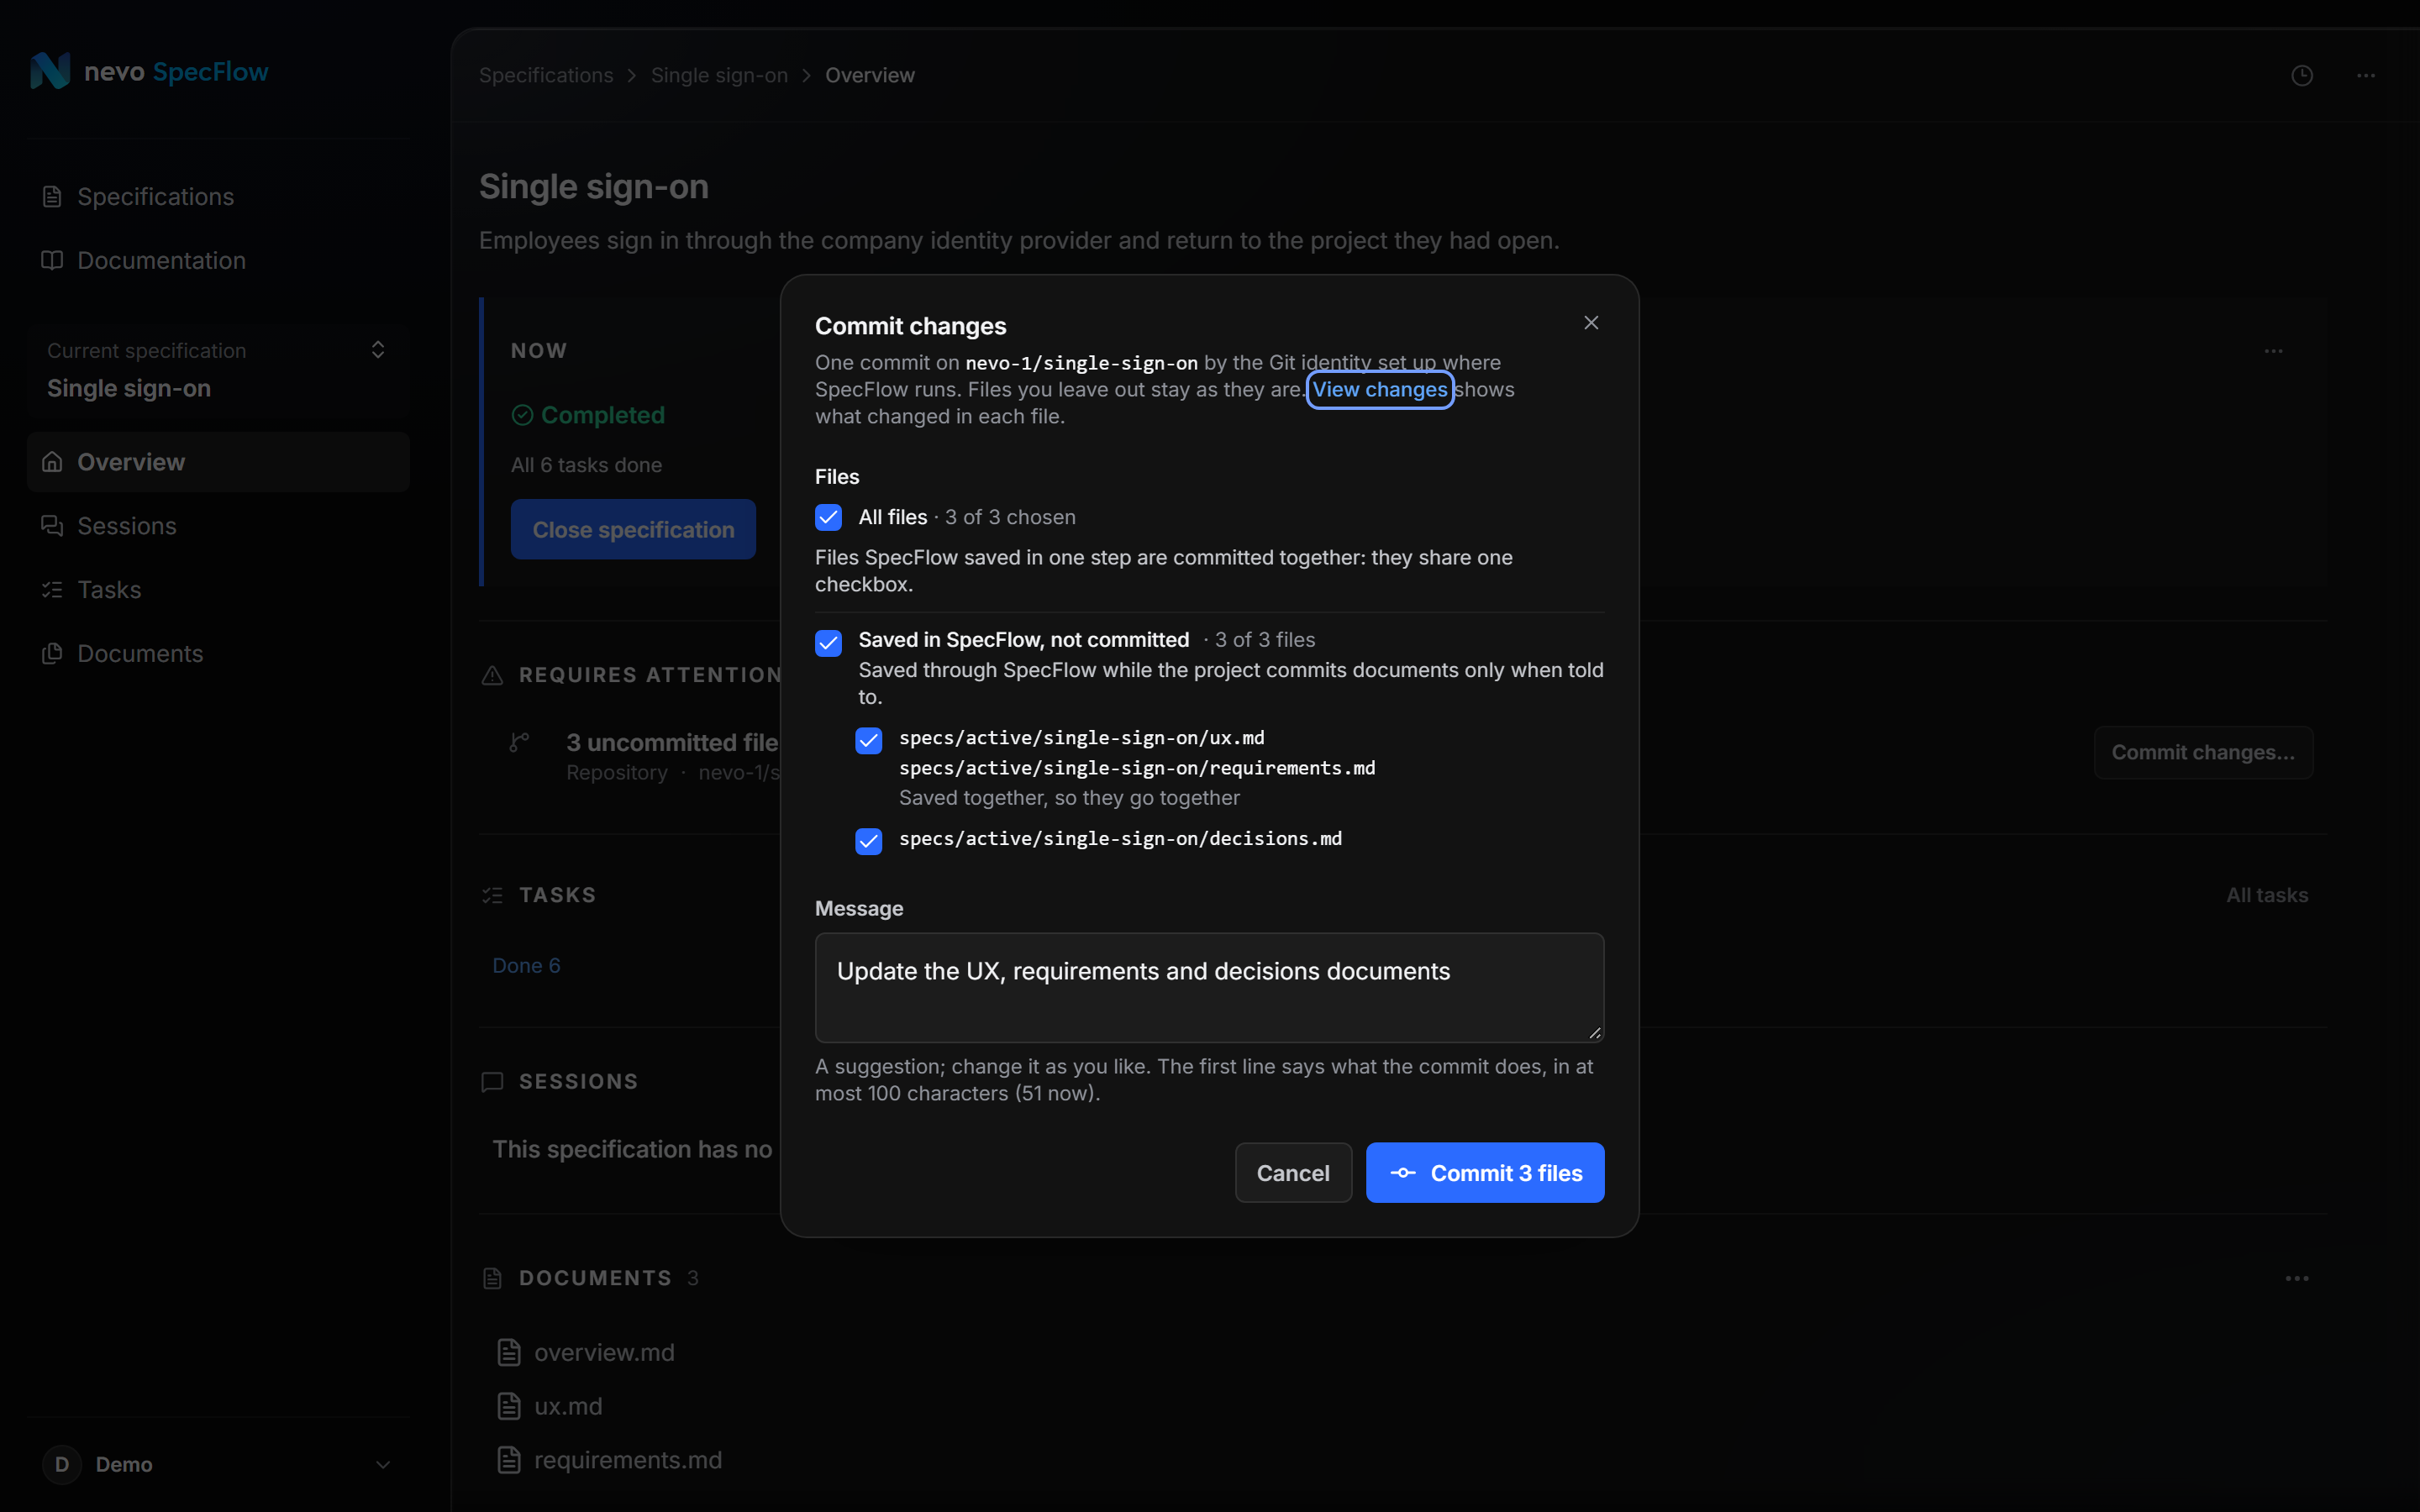 nevo SpecFlow
Specifications
Documentation
Current specification
Single sign-on
Overview
Sessions
Tasks
Documents
D Demo
Specifications > Single sign-on > Overview
Single sign-on
Employees sign in through the company identity provider and return to the project they had open.
NOW
Completed
All 6 tasks done
Close specification
REQUIRES ATTENTION
3 uncommitted file
Repository · nevo-1/s
Commit changes...
TASKS
All tasks
Done 6
SESSIONS
This specification has no
DOCUMENTS 3
overview.md
ux.md
requirements.md
Commit changes
One commit on nevo-1/single-sign-on by the Git identity set up where
SpecFlow runs. Files you leave out stay as they are. View changes shows
what changed in each file.
Files
All files · 3 of 3 chosen
Files SpecFlow saved in one step are committed together: they share one
checkbox.
Saved in SpecFlow, not committed · 3 of 3 files
Saved through SpecFlow while the project commits documents only when told
to.
specs/active/single-sign-on/ux.md
specs/active/single-sign-on/requirements.md
Saved together, so they go together
specs/active/single-sign-on/decisions.md
Message
Update the UX, requirements and decisions documents
A suggestion; change it as you like. The first line says what the commit does, in at
most 100 characters (51 now).
Cancel
Commit 3 files